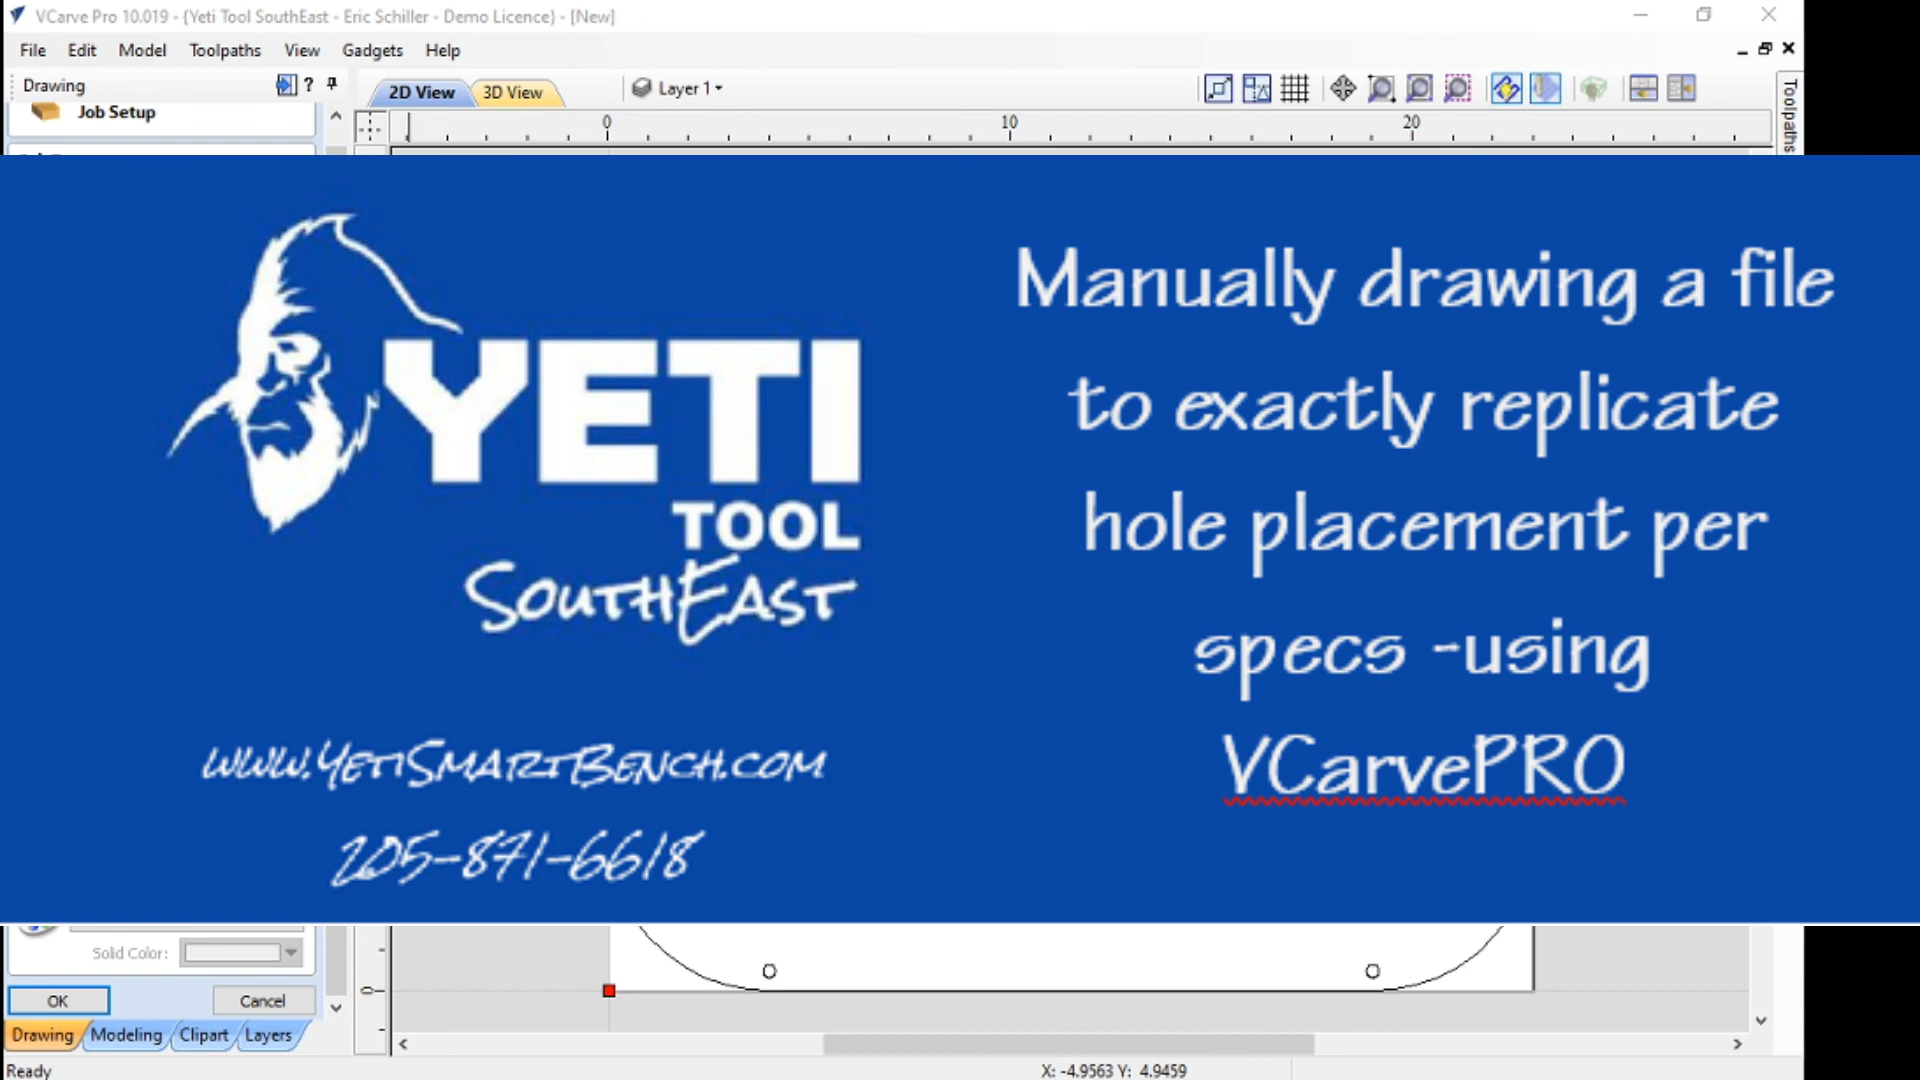 VCarve Pro 10.019 - {Yeti Tool SouthEast - Eric Schiller - Demo Licence} - [New]
File Edit Model Toolpaths View Gadgets Help
Drawing
?
2D View
3D View
Layer 1
Job Setup
0
10
20
Toolpaths
YETI
TOOL
SOUTHEAST
WWW.YETISMARTBENCH.COM
205-871-6618
Manually drawing a file
to exactly replicate
hole placement per
specs -using
VCarvePRO
Solid Color:
OK
Cancel
0
Drawing
Modeling
Clipart
Layers
Ready
X: -4.9563 Y: 4.9459